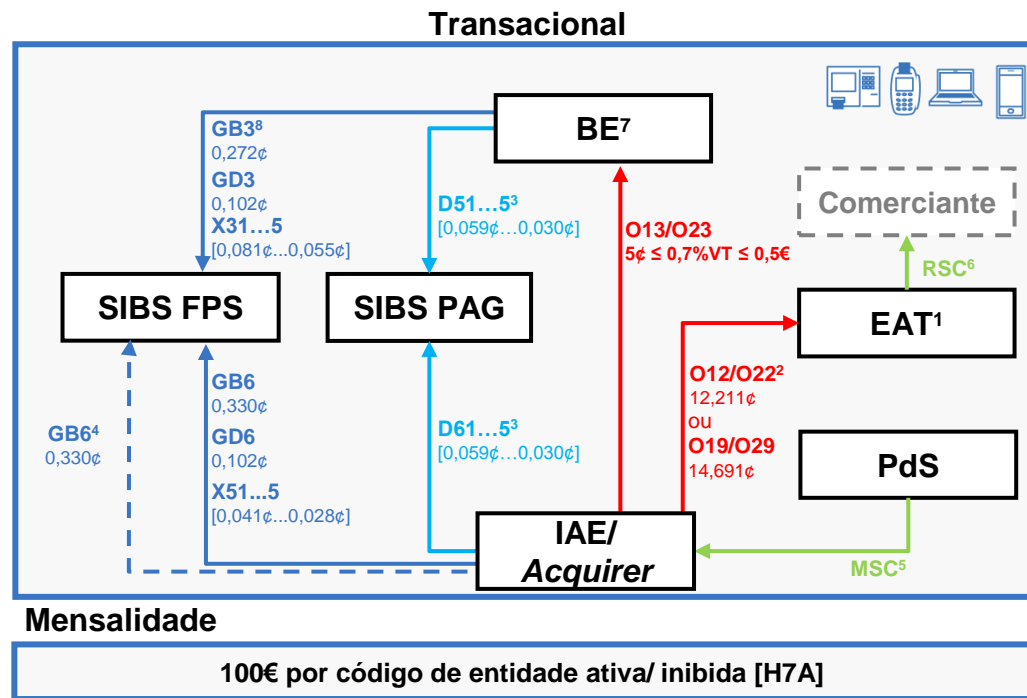 Transacional
BE⁷
GB3⁸
0,272¢
GD3
0,102¢
X31…5
[0,081¢...0,055¢]
D51…5³
[0,059¢…0,030¢]
O13/O23
5¢ ≤ 0,7%VT ≤ 0,5€
Comerciante
RSC⁶
SIBS FPS
SIBS PAG
EAT¹
GB6
0,330¢
GD6
0,102¢
X51...5
[0,041¢...0,028¢]
GB6⁴
0,330¢
D61…5³
[0,059¢…0,030¢]
O12/O22²
12,211¢
ou
O19/O29
14,691¢
PdS
IAE/
Acquirer
MSC⁵
Mensalidade
100€ por código de entidade ativa/ inibida [H7A]